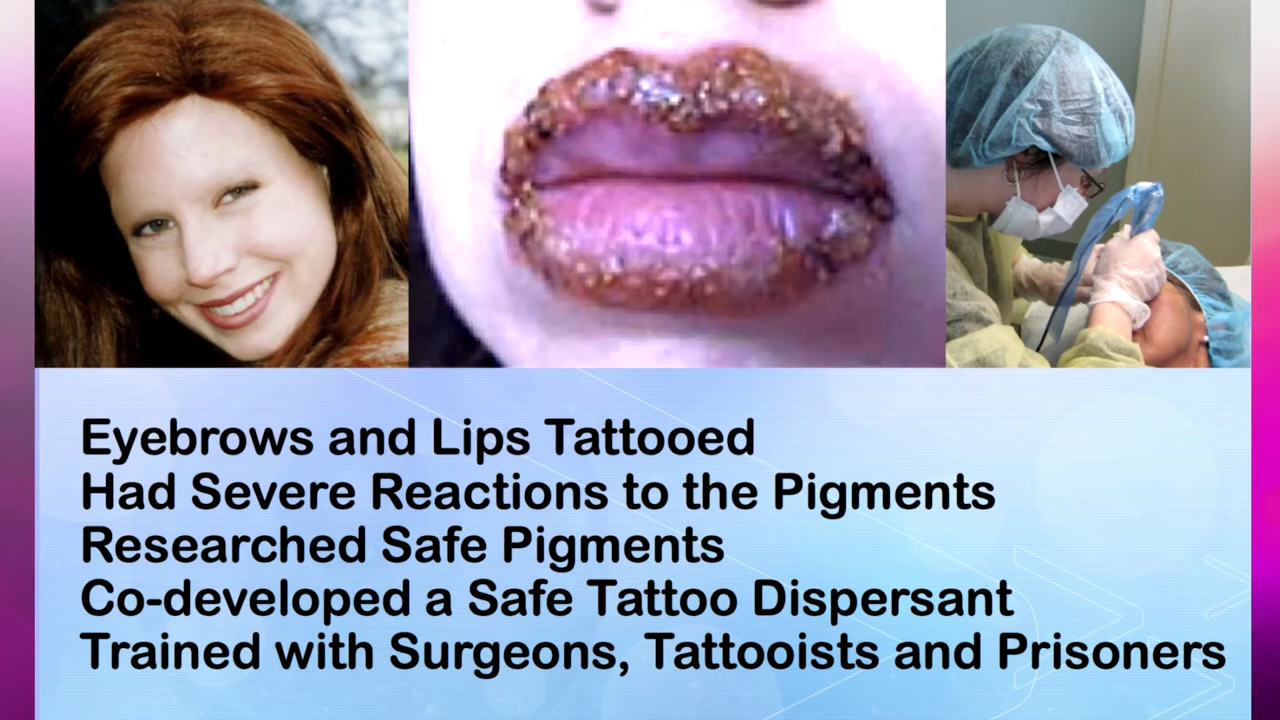 Eyebrows and Lips Tattooed
Had Severe Reactions to the Pigments
Researched Safe Pigments
Co-developed a Safe Tattoo Dispersant
Trained with Surgeons, Tattooists and Prisoners